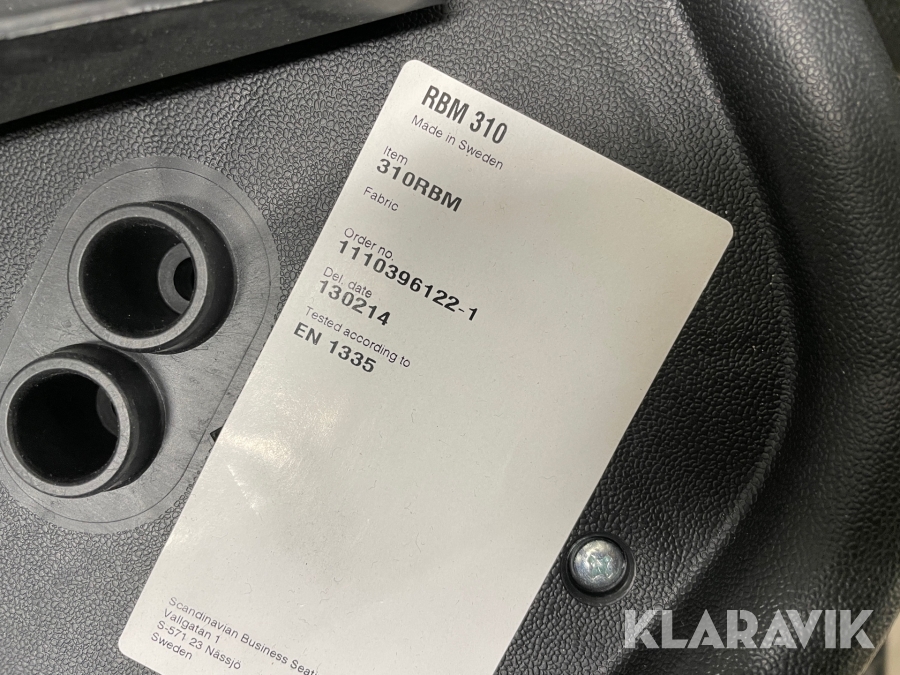 RBM 310
Made in Sweden
Item
310RBM
Fabric
Order no.
1110396122-1
Del. date
130214
Tested according to
EN 1335
Scandinavian Business
Vallgatan 1
S-571 23 Nässjö
Sweden
KLARAVIK